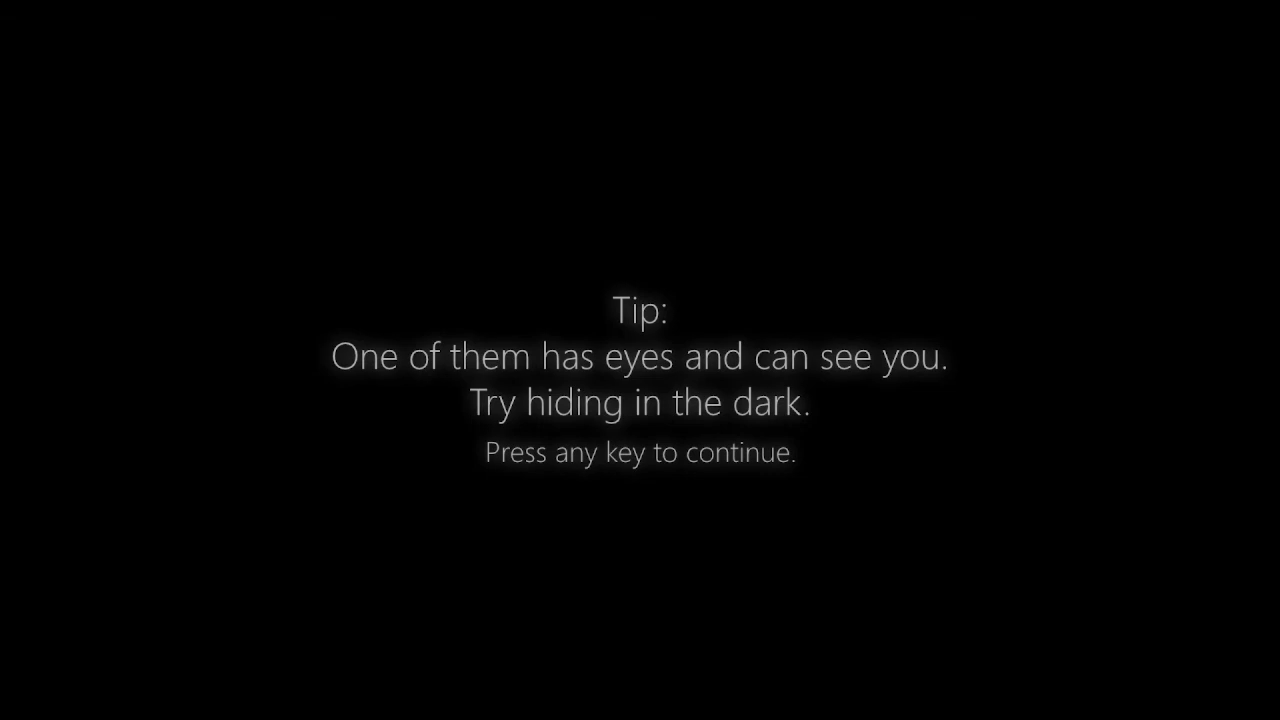 Tip:
One of them has eyes and can see you.
Try hiding in the dark.
Press any key to continue.